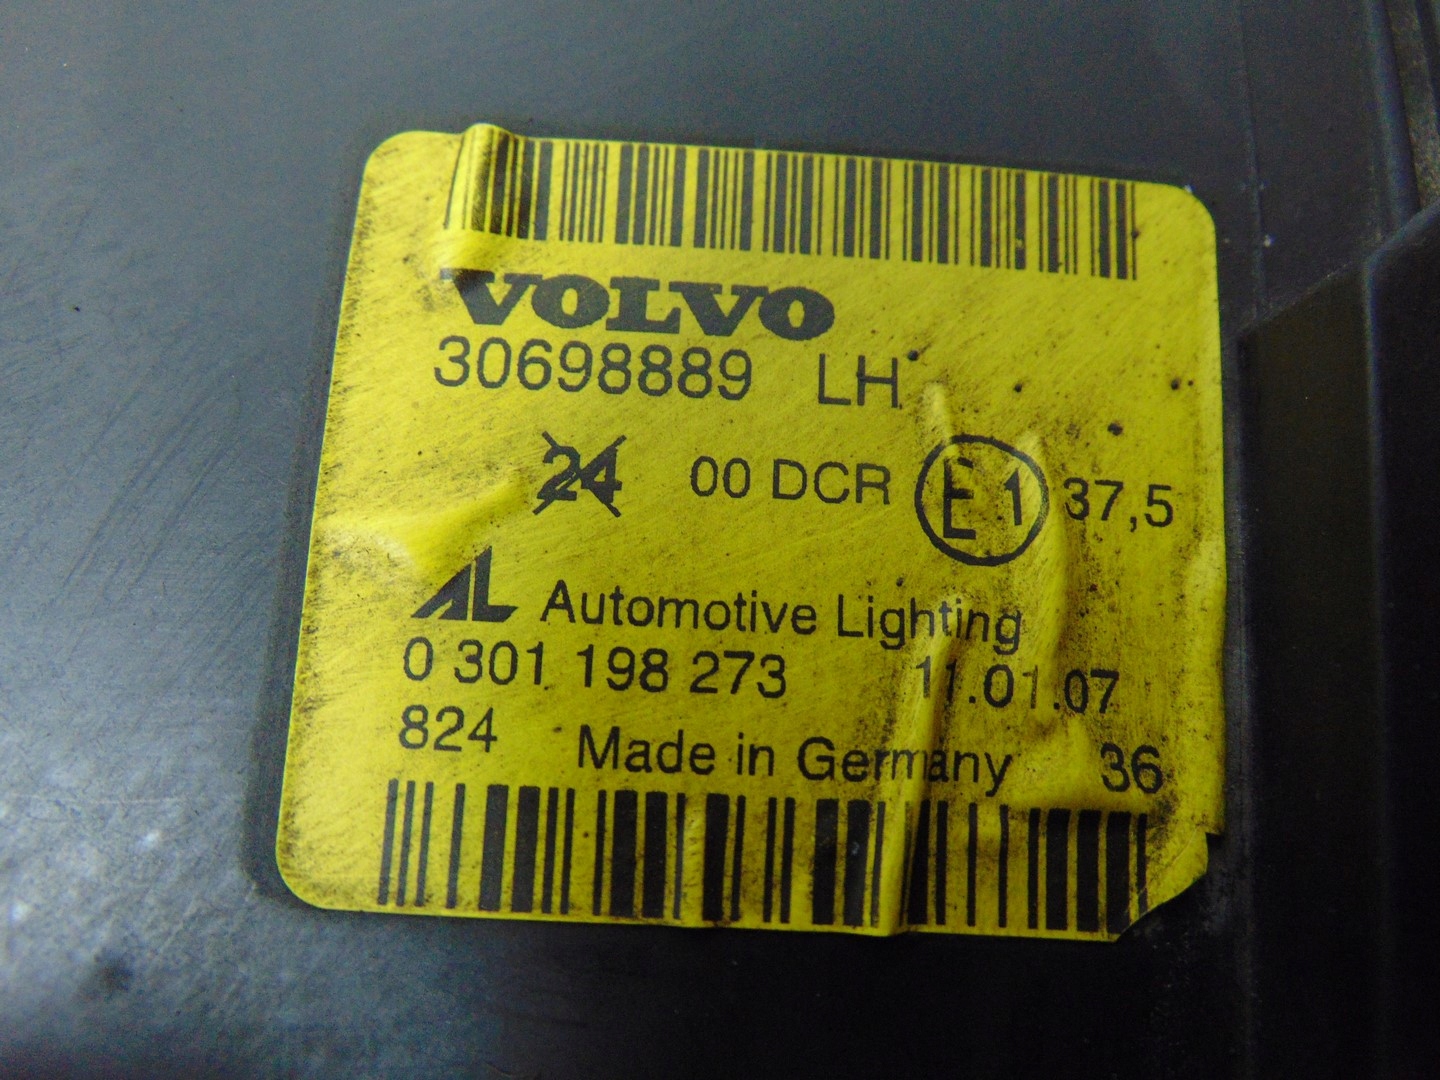 VOLVO
30698889 LH
24 00 DCR E1 37,5
AL Automotive Lighting
0 301 198 273 11.01.07
824 Made in Germany 36